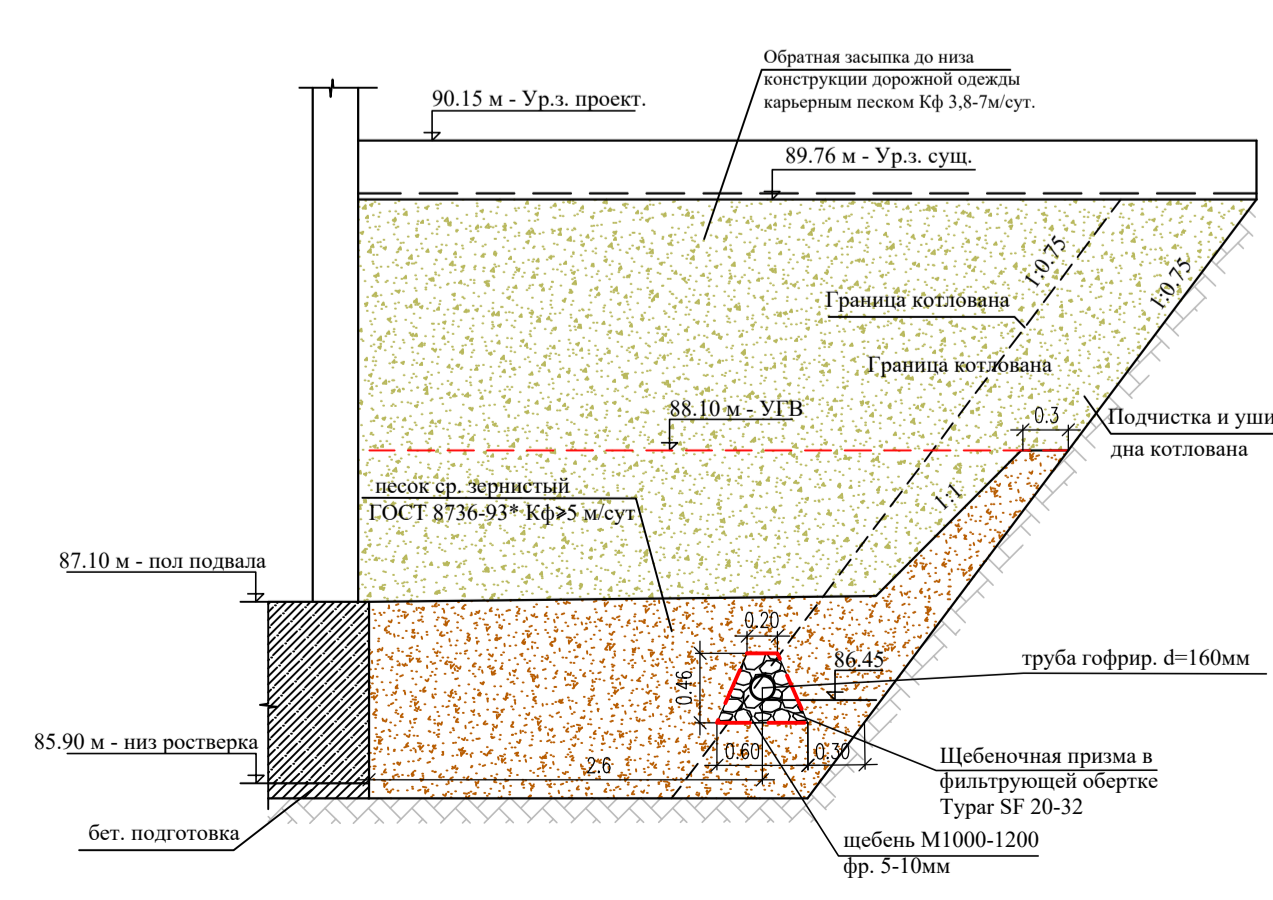 Обратная засыпка до низа
конструкции дорожной одежды
карьерным песком Кф 3,8-7м/сут.
90.15 м - Ур.з. проект.
89.76 м - Ур.з. сущ.
1:0.75
1:0.75
Граница котлована
Граница котлована
88.10 м - УГВ
0.3
Подчистка и уши
дна котлована
песок ср. зернистый
ГОСТ 8736-93* Кф≥5 м/сут
1:1
87.10 м - пол подвала
0.20
86.45
труба гофрир. d=160мм
0.46
85.90 м - низ ростверка
0.60
0.30
2.6
Щебеночная призма в
фильтрующей обертке
Typar SF 20-32
бет. подготовка
щебень М1000-1200
фр. 5-10мм